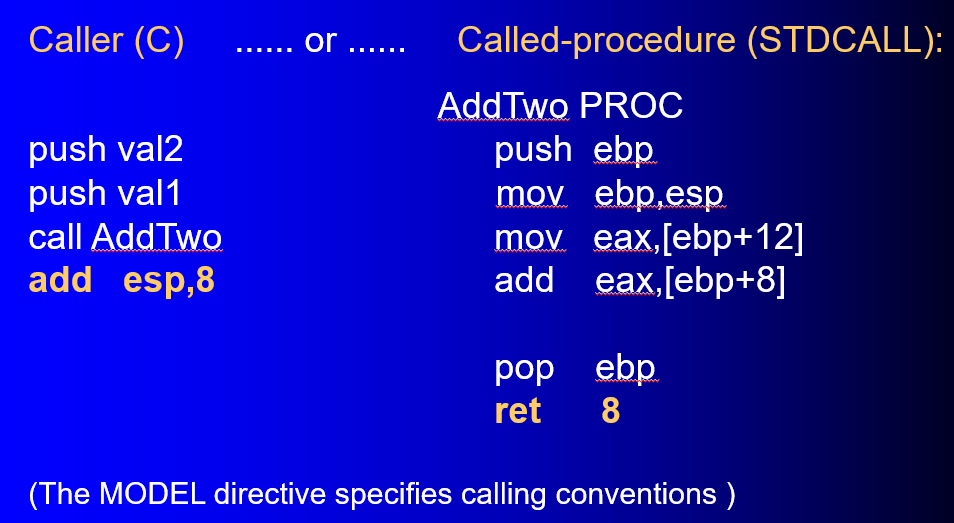 Caller (C) ...... or ...... Called-procedure (STDCALL):
AddTwo PROC
push val2
push val1
call AddTwo
add esp,8
push ebp
mov ebp,esp
mov eax,[ebp+12]
add eax,[ebp+8]
pop ebp
ret 8
(The MODEL directive specifies calling conventions )